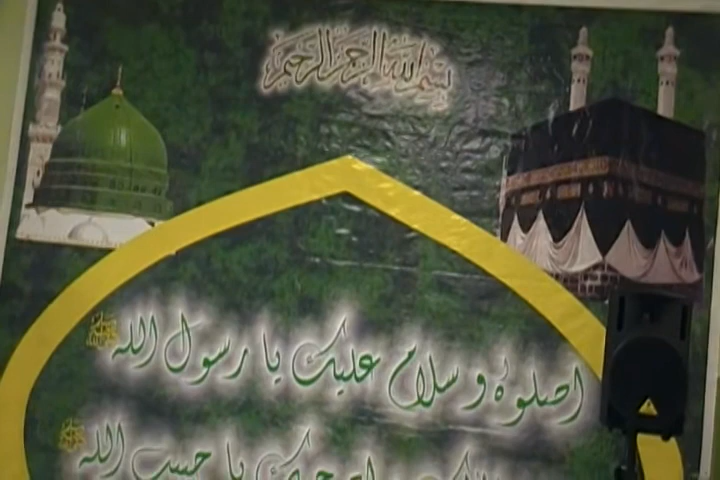 بسم الله الرحمن الرحيم
اصلوة و سلام عليك يا رسول الله ﷺ
يا حبيب الله ﷺ